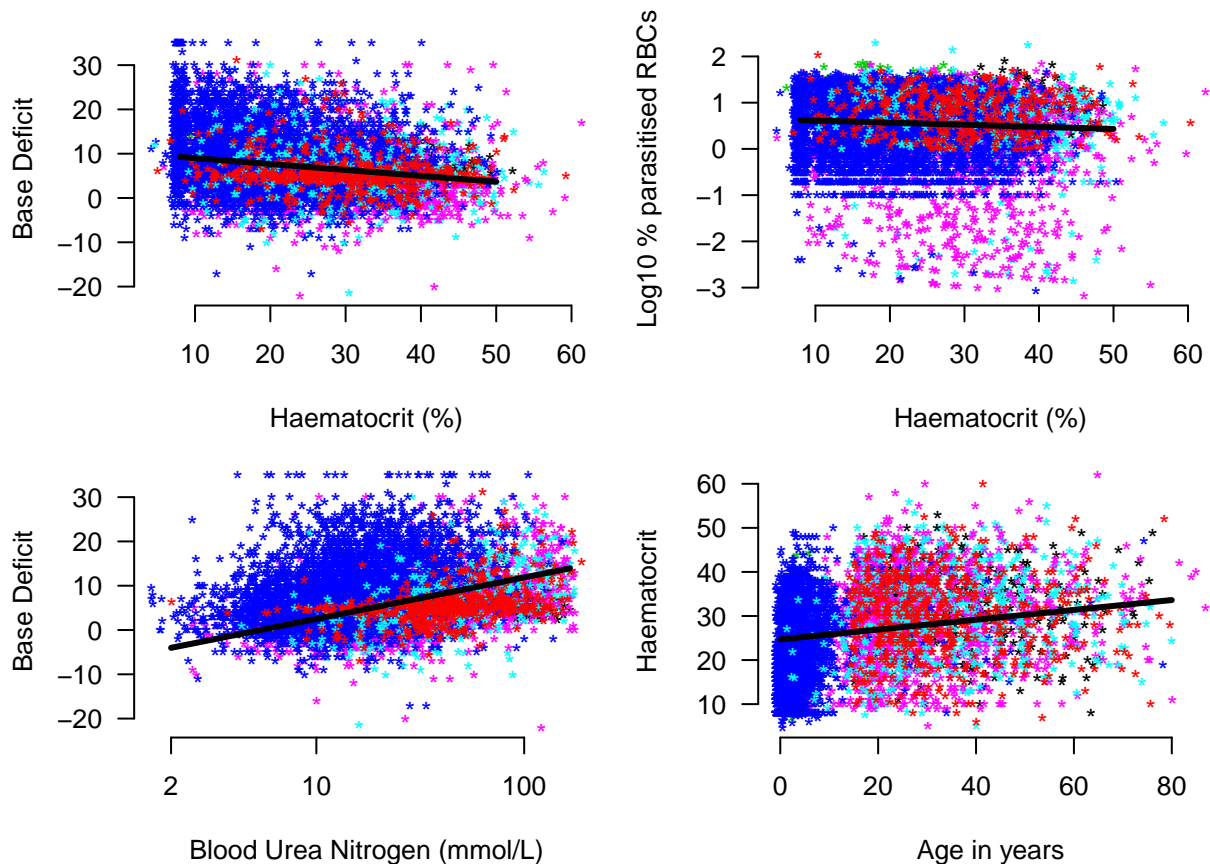 Base Deficit
30
20
10
0
−10
−20
10 20 30 40 50 60
Haematocrit (%)
Log10 % parasitised RBCs
2
1
0
−1
−2
−3
10 20 30 40 50 60
Haematocrit (%)
Base Deficit
30
20
10
0
−10
−20
2 10 100
Blood Urea Nitrogen (mmol/L)
Haematocrit
60
50
40
30
20
10
0 20 40 60 80
Age in years